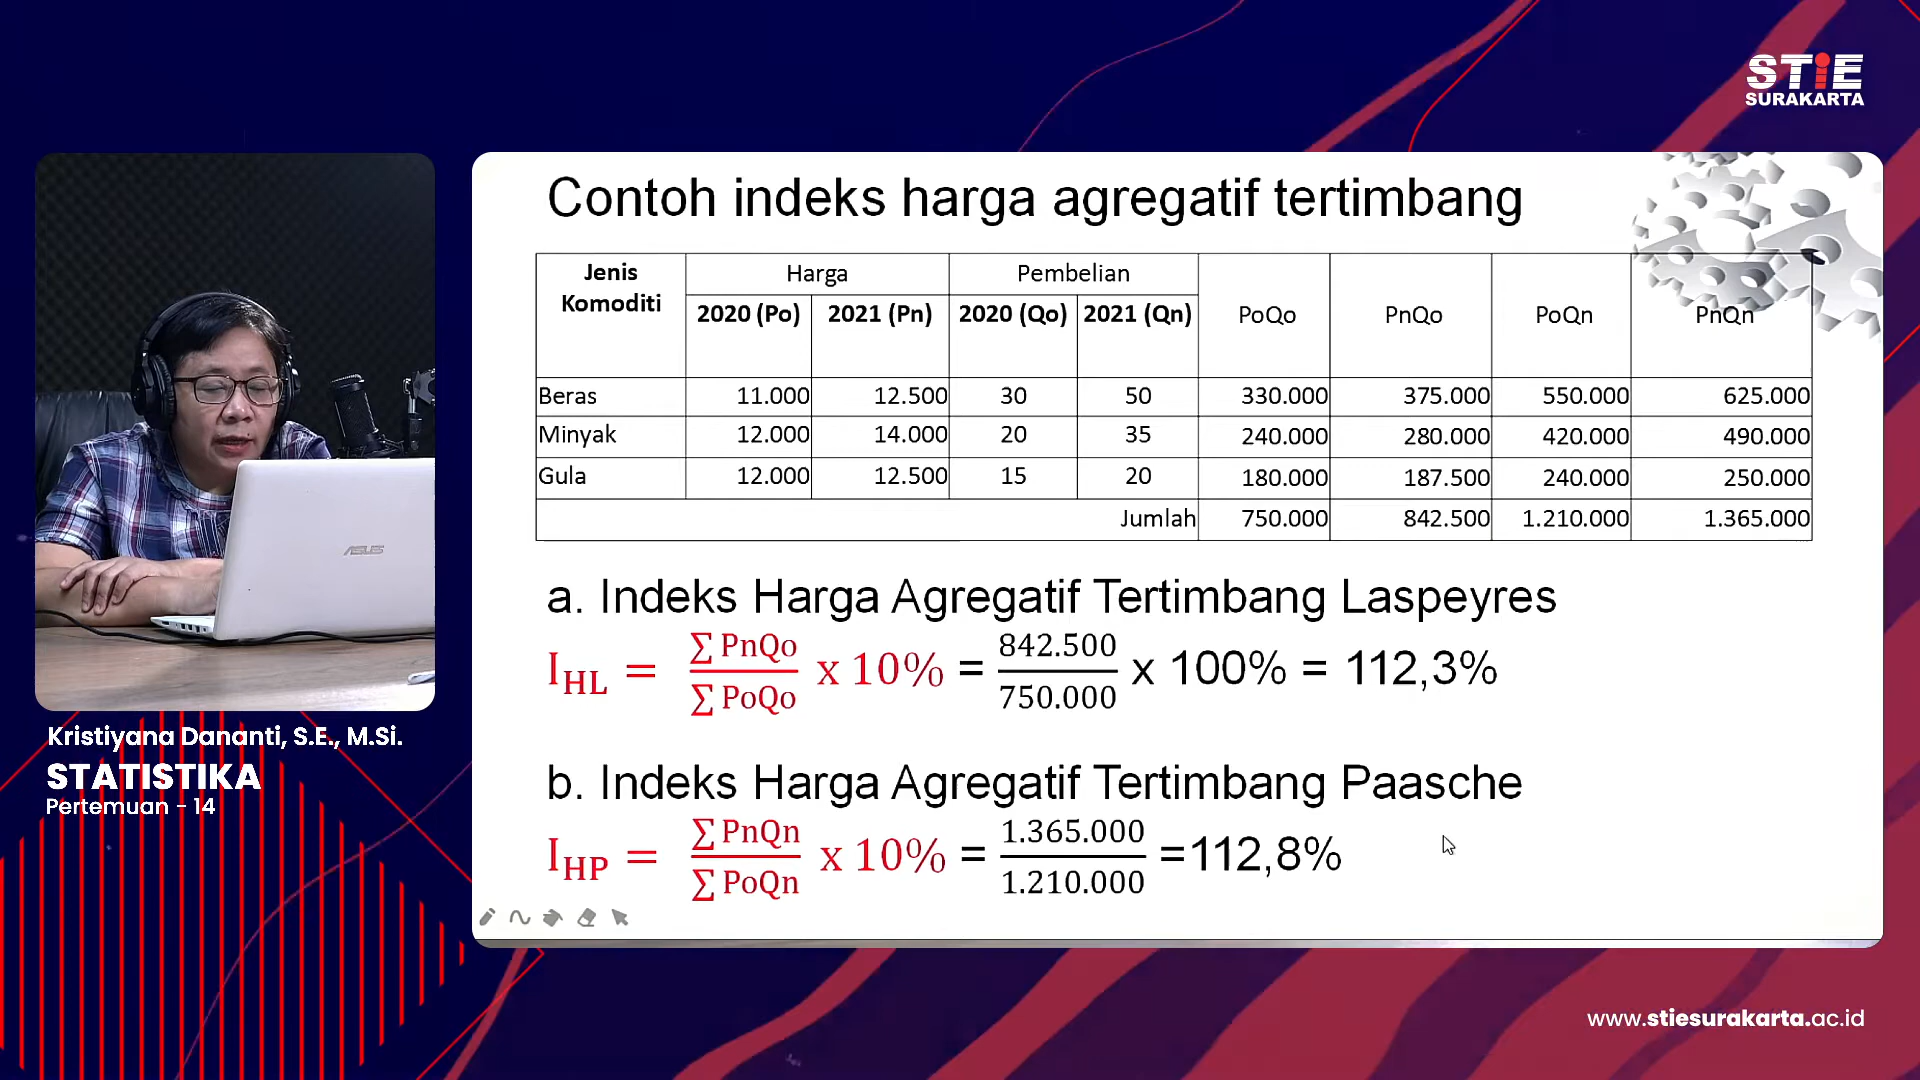 STiE
SURAKARTA
Contoh indeks harga agregatif tertimbang
Jenis Komoditi Harga Pembelian PoQo PnQo PoQn PnQn
2020 (Po) 2021 (Pn) 2020 (Qo) 2021 (Qn)
Beras 11.000 12.500 30 50 330.000 375.000 550.000 625.000
Minyak 12.000 14.000 20 35 240.000 280.000 420.000 490.000
Gula 12.000 12.500 15 20 180.000 187.500 240.000 250.000
Jumlah 750.000 842.500 1.210.000 1.365.000
a. Indeks Harga Agregatif Tertimbang Laspeyres
I_HL = ∑ PnQo / ∑ PoQo x 10% = 842.500 / 750.000 x 100% = 112,3%
b. Indeks Harga Agregatif Tertimbang Paasche
I_HP = ∑ PnQn / ∑ PoQn x 10% = 1.365.000 / 1.210.000 =112,8%
ASUS
Kristiyana Dananti, S.E., M.Si.
STATISTIKA
Pertemuan - 14
www.stiesurakarta.ac.id